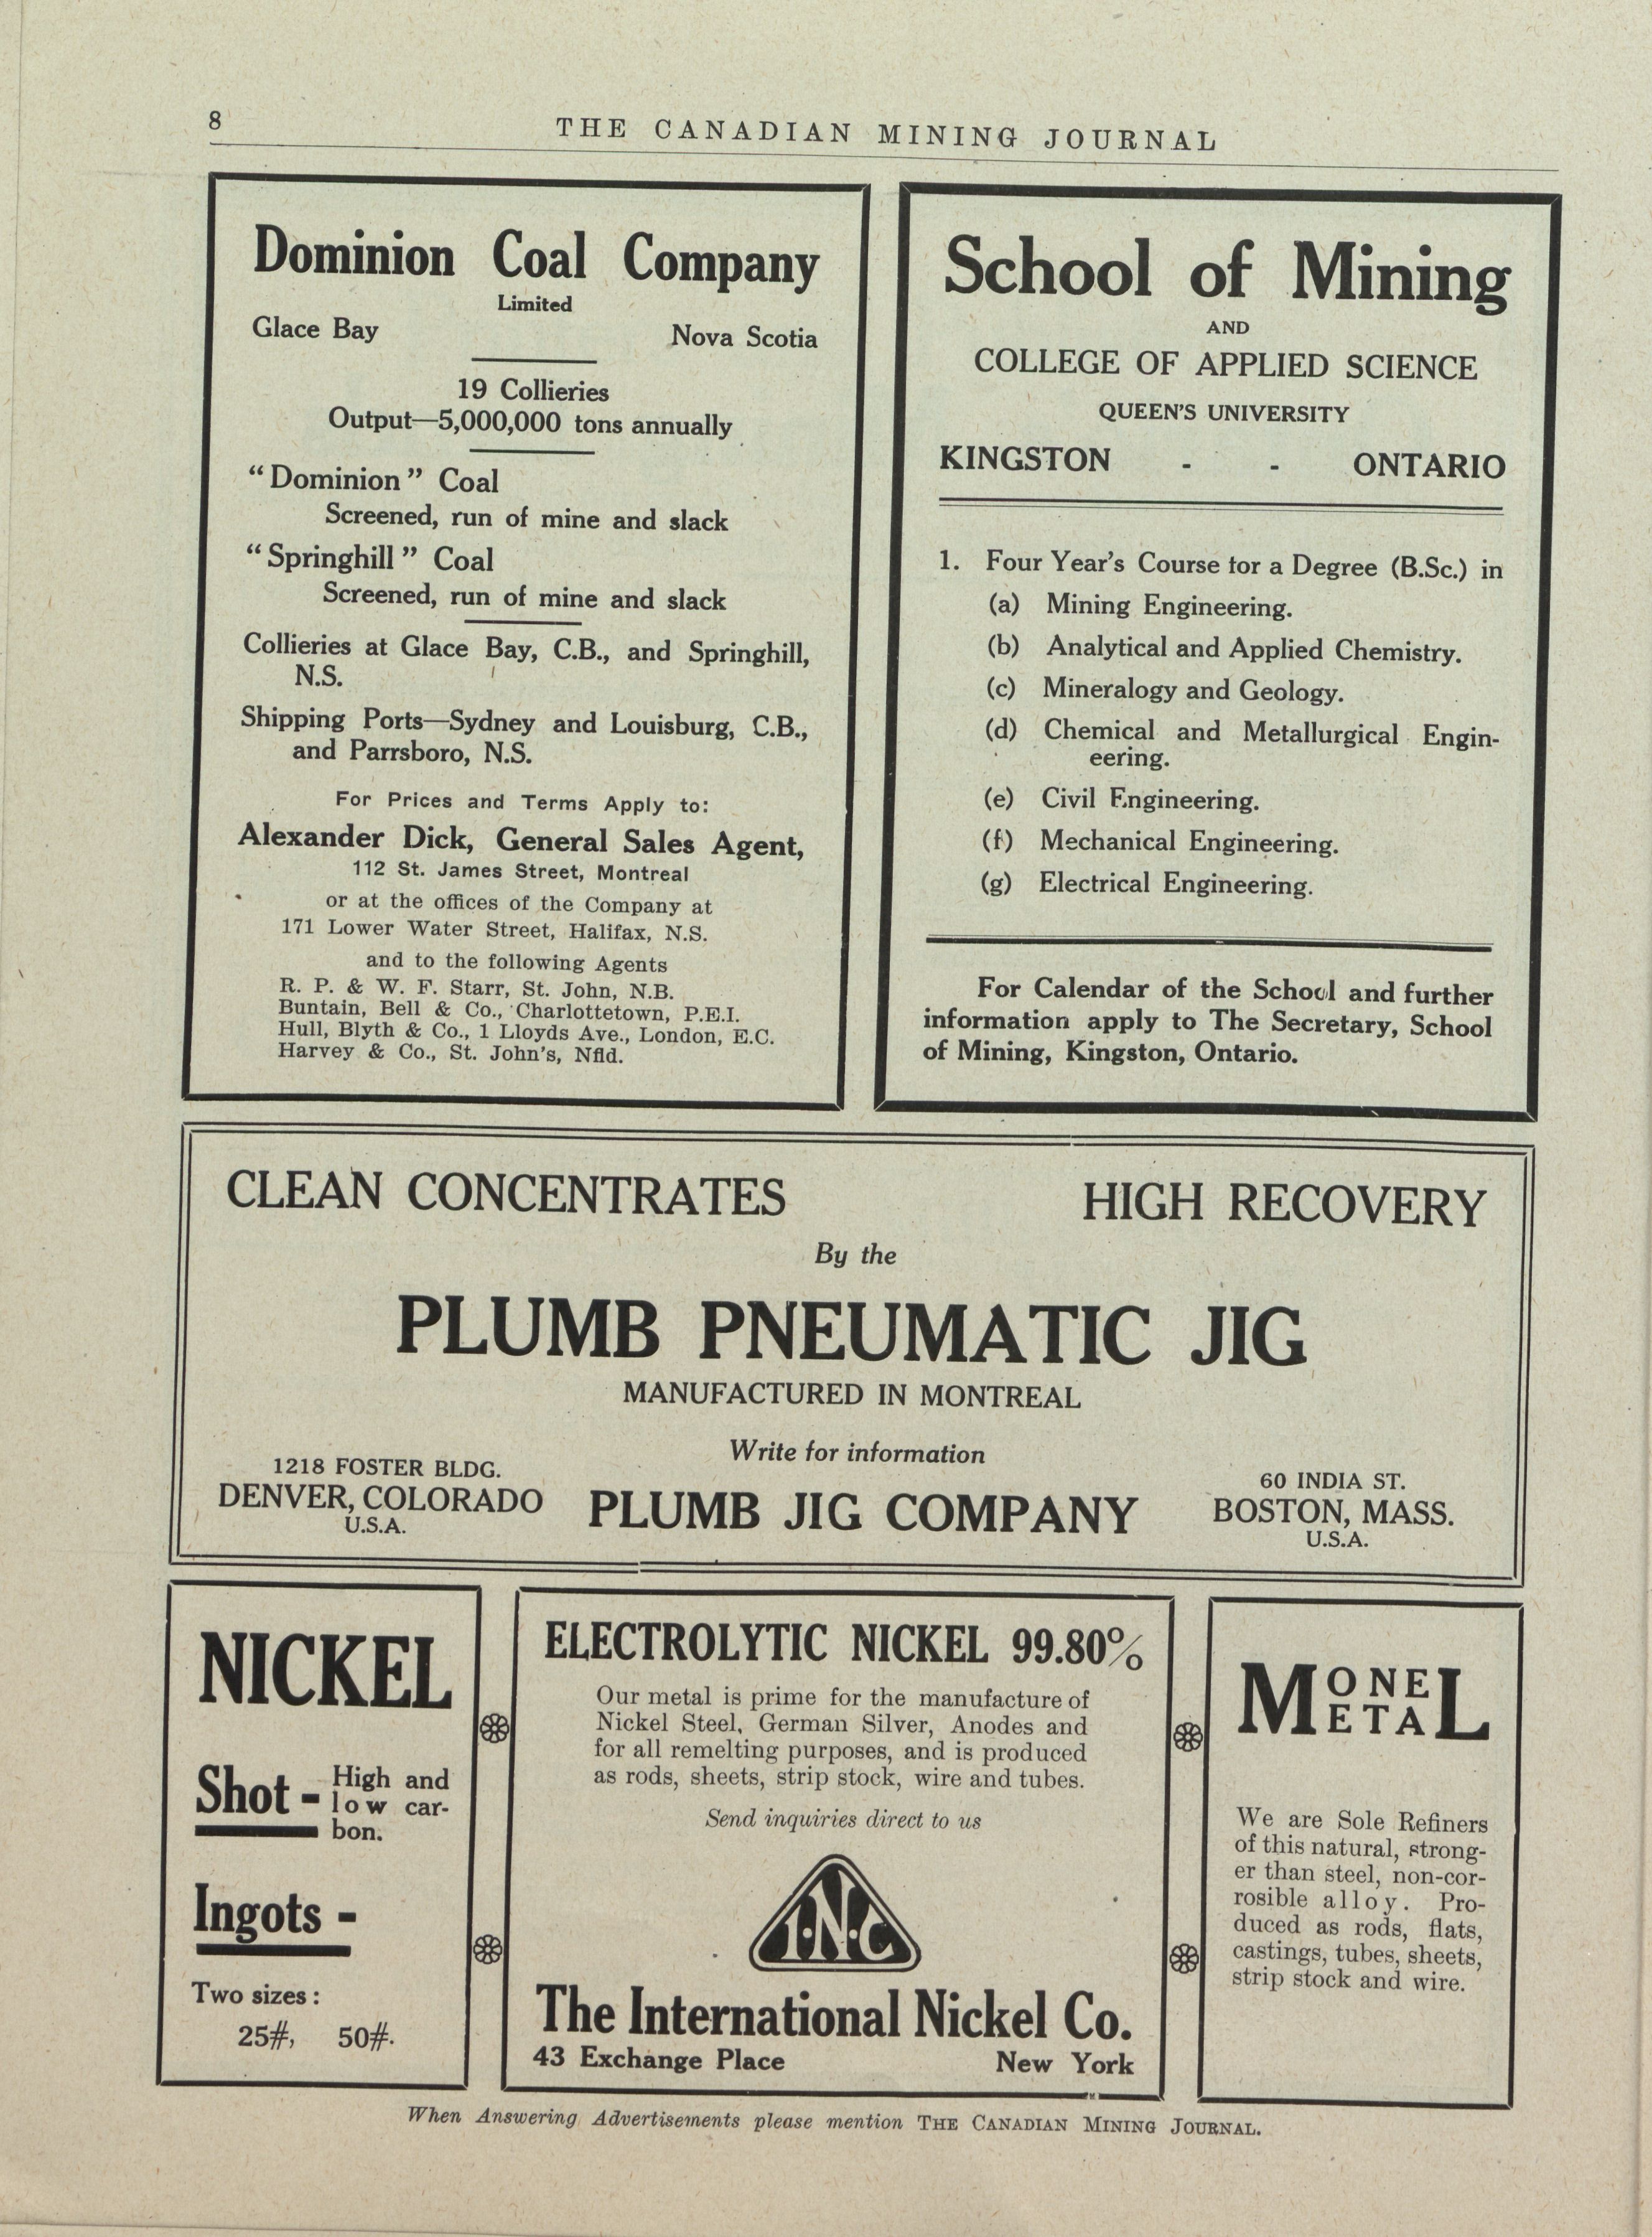 8
THE CANADIAN MINING JOURNAL
Dominion Coal Company
Limited
Glace Bay Nova Scotia
19 Collieries
Output—5,000,000 tons annually
“Dominion” Coal
Screened, run of mine and slack
“Springhill” Coal
Screened, run of mine and slack
Collieries at Glace Bay, C.B., and Springhill,
N.S.
Shipping Ports—Sydney and Louisburg, C.B.,
and Parrsboro, N.S.
For Prices and Terms Apply to:
Alexander Dick, General Sales Agent,
112 St. James Street, Montreal
or at the offices of the Company at
171 Lower Water Street, Halifax, N.S.
and to the following Agents
R. P. & W. F. Starr, St. John, N.B.
Buntain, Bell & Co., Charlottetown, P.E.I.
Hull, Blyth & Co., 1 Lloyds Ave., London, E.C.
Harvey & Co., St. John's, Nfld.
School of Mining
AND
COLLEGE OF APPLIED SCIENCE
QUEEN'S UNIVERSITY
KINGSTON - - ONTARIO
1. Four Year's Course for a Degree (B.Sc.) in
(a) Mining Engineering.
(b) Analytical and Applied Chemistry.
(c) Mineralogy and Geology.
(d) Chemical and Metallurgical Engin-
eering.
(e) Civil Engineering.
(f) Mechanical Engineering.
(g) Electrical Engineering.
For Calendar of the School and further
information apply to The Secretary, School
of Mining, Kingston, Ontario.
CLEAN CONCENTRATES HIGH RECOVERY
By the
PLUMB PNEUMATIC JIG
MANUFACTURED IN MONTREAL
Write for information
1218 FOSTER BLDG.
DENVER, COLORADO
U.S.A.
PLUMB JIG COMPANY
60 INDIA ST.
BOSTON, MASS.
U.S.A.
NICKEL
Shot - High and
low car-
bon.
Ingots -
Two sizes:
25#, 50#.
ELECTROLYTIC NICKEL 99.80%
Our metal is prime for the manufacture of
Nickel Steel, German Silver, Anodes and
for all remelting purposes, and is produced
as rods, sheets, strip stock, wire and tubes.
Send inquiries direct to us
I.N.C
The International Nickel Co.
43 Exchange Place New York
MONEL
METAL
We are Sole Refiners
of this natural, strong-
er than steel, non-cor-
rosible alloy. Pro-
duced as rods, flats,
castings, tubes, sheets,
strip stock and wire.
When Answering Advertisements please mention THE CANADIAN MINING JOURNAL.